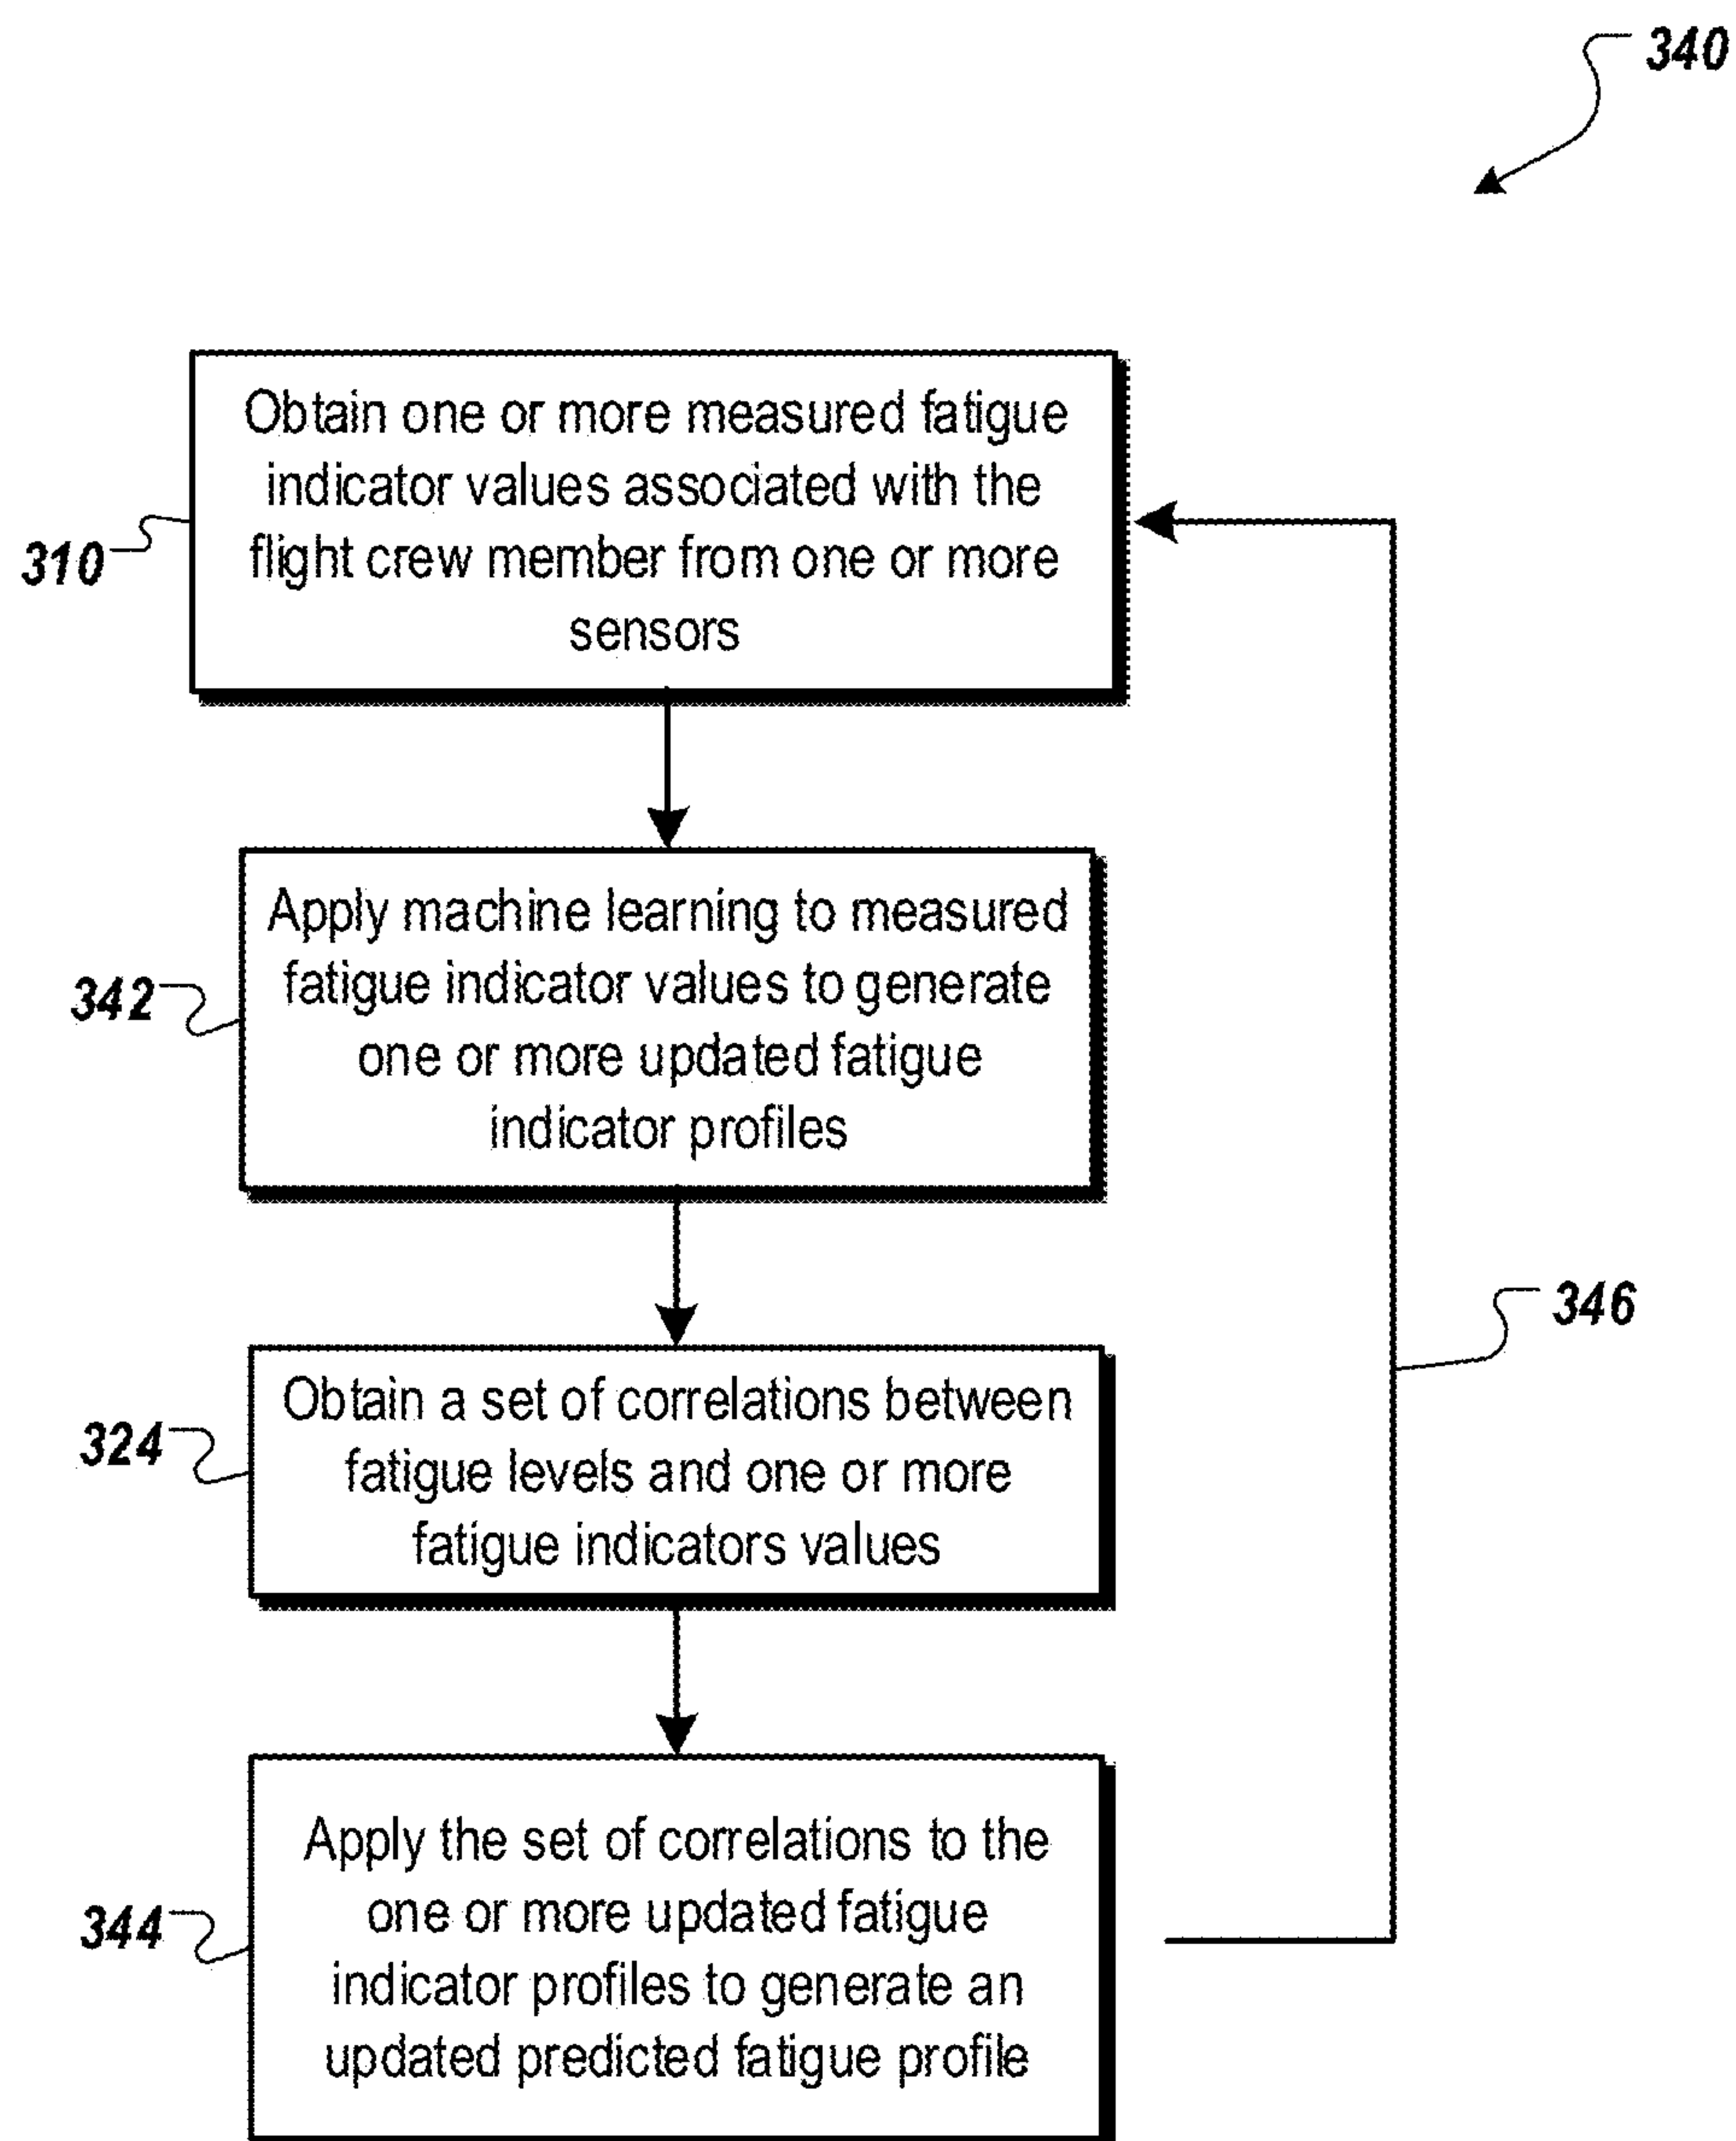 340
Obtain one or more measured fatigue
indicator values associated with the
flight crew member from one or more
sensors
310
Apply machine learning to measured
fatigue indicator values to generate
one or more updated fatigue
indicator profiles
342
346
Obtain a set of correlations between
fatigue levels and one or more
fatigue indicators values
324
Apply the set of correlations to the
one or more updated fatigue
indicator profiles to generate an
updated predicted fatigue profile
344